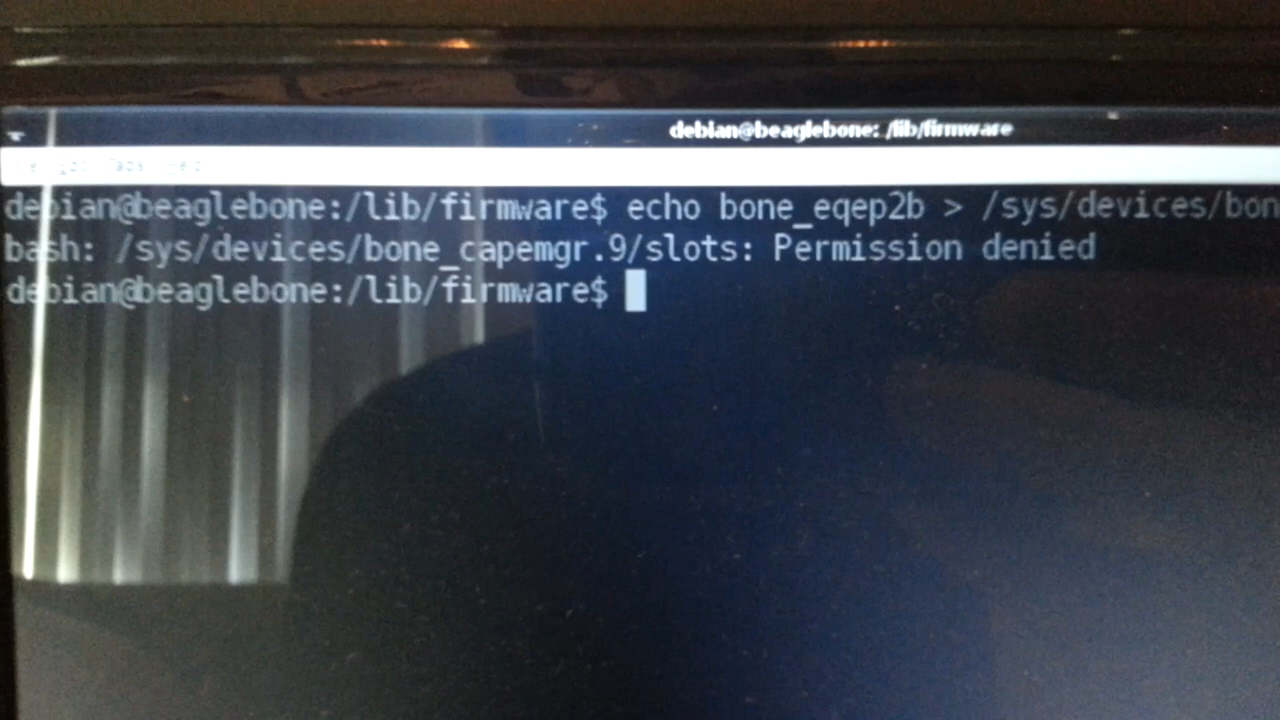 debian@beaglebone: /lib/firmware
debian@beaglebone:/lib/firmware$ echo bone_eqep2b > /sys/devices/bon
bash: /sys/devices/bone_capemgr.9/slots: Permission denied
debian@beaglebone:/lib/firmware$